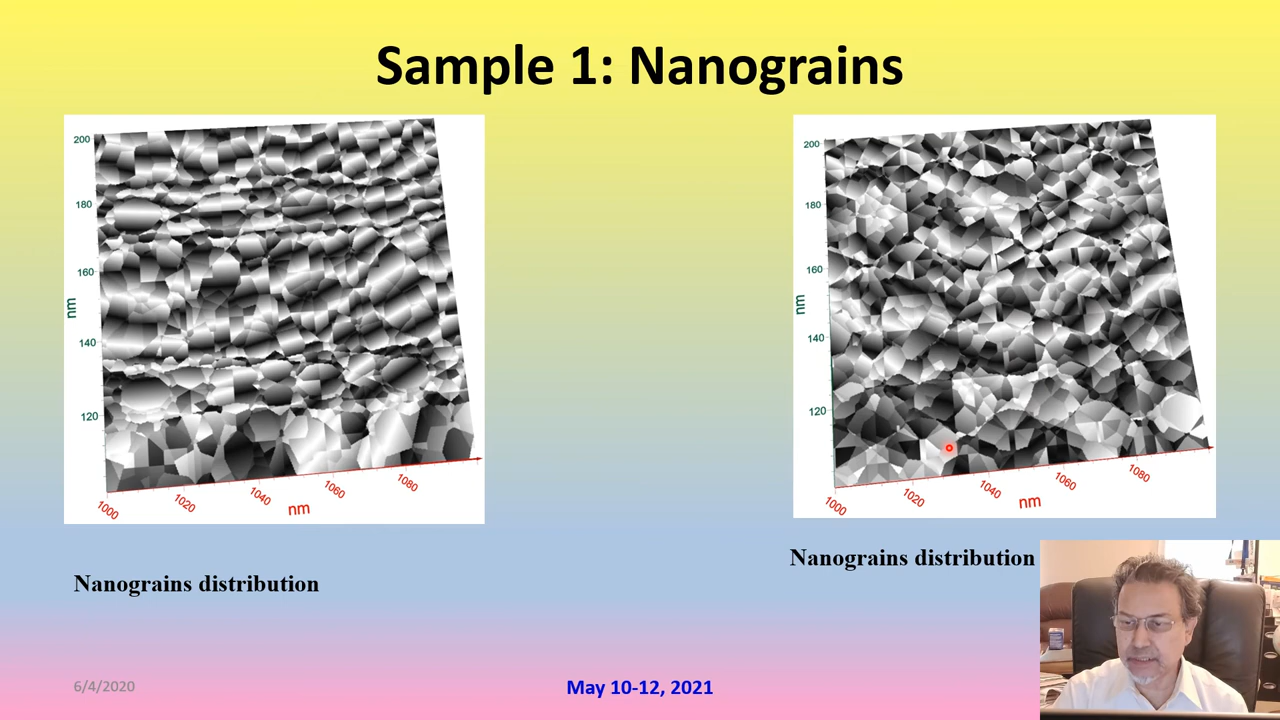 Sample 1: Nanograins
200
180
160
140
120
nm
1000
1020
1040
1060
1080
nm
200
180
160
140
120
nm
1000
1020
1040
1060
1080
nm
Nanograins distribution
Nanograins distribution
6/4/2020
May 10-12, 2021